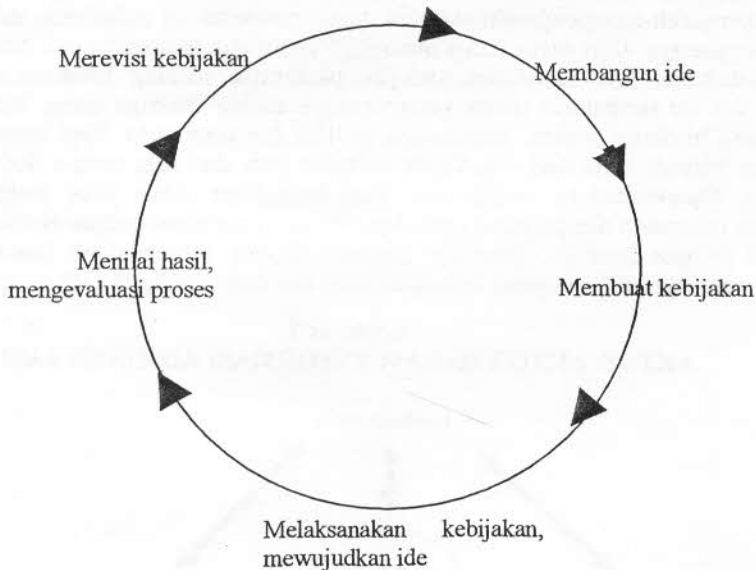 Merevisi kebijakan
Membangun ide
Membuat kebijakan
Menilai hasil,
mengevaluasi proses
Melaksanakan kebijakan,
mewujudkan ide